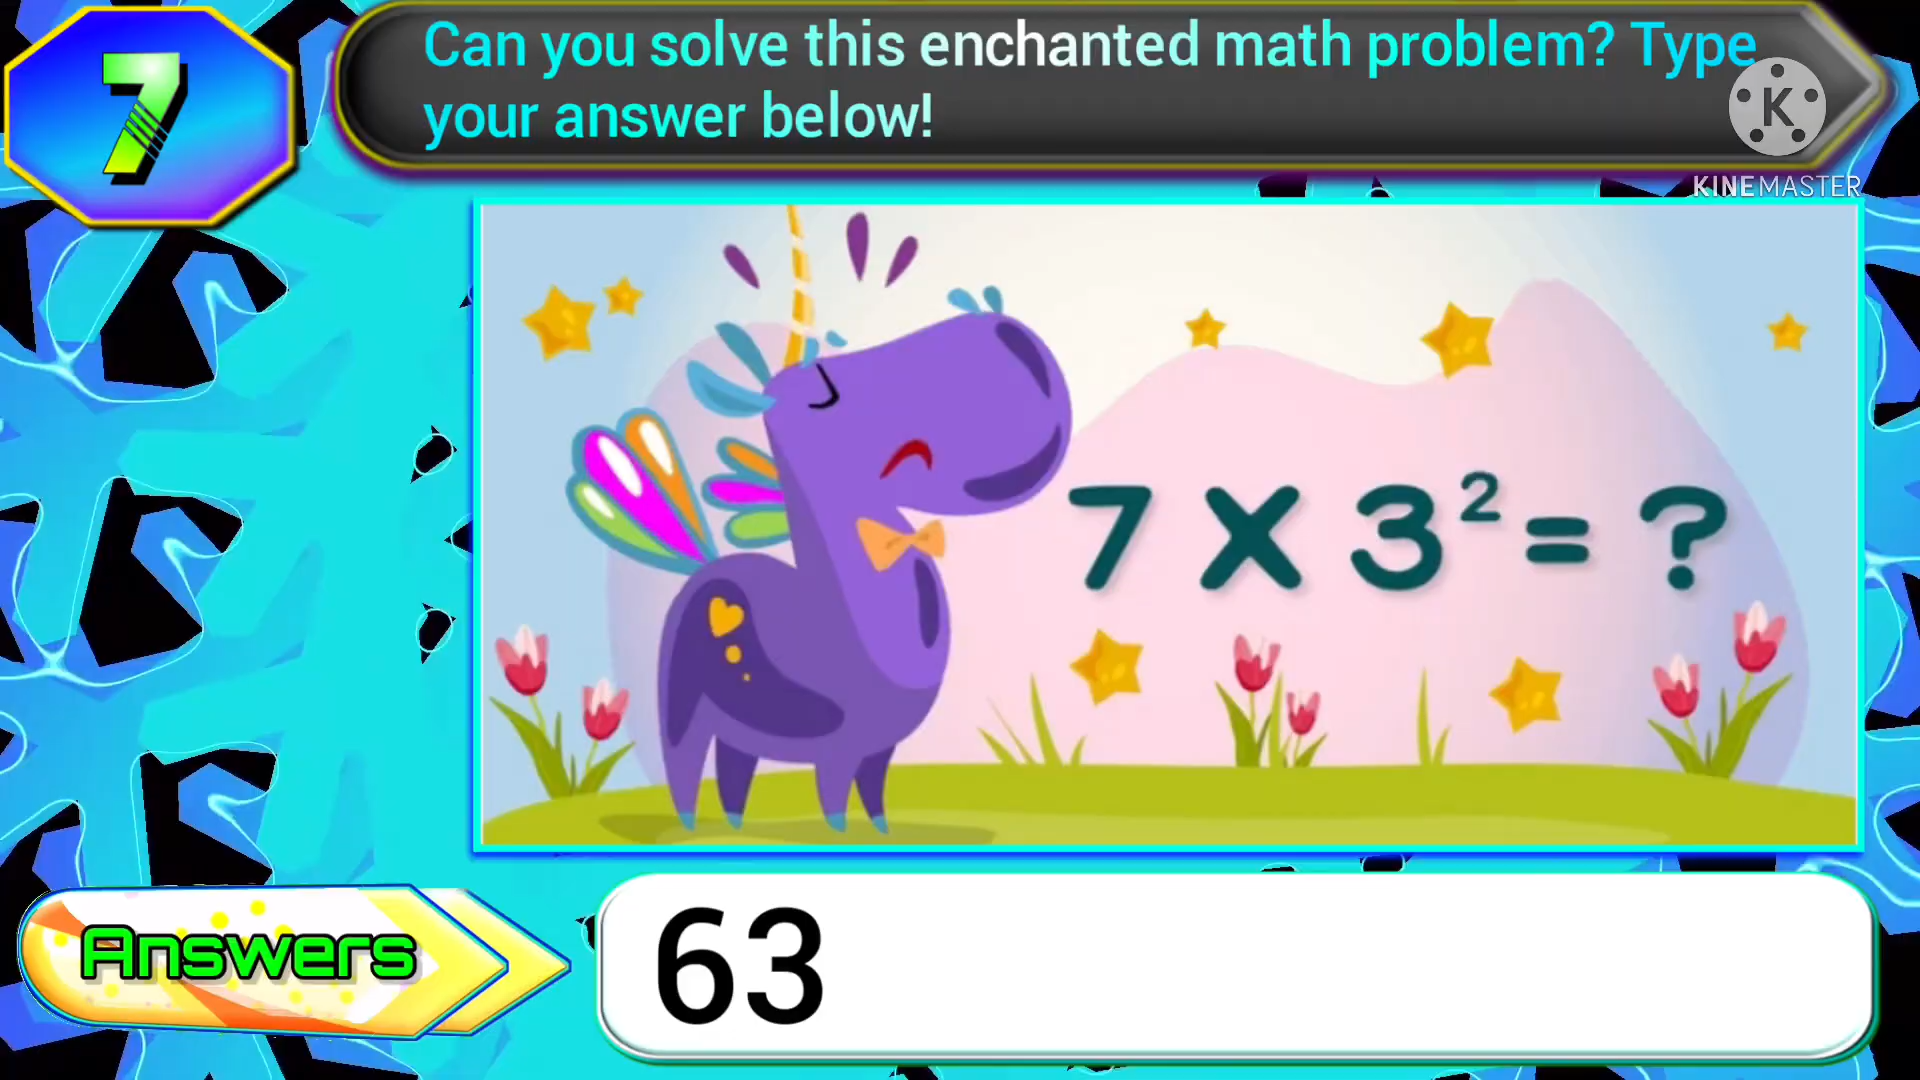 7
Can you solve this enchanted math problem? Type
your answer below!
K
KINEMASTER
7 X 3² = ?
Answers
63